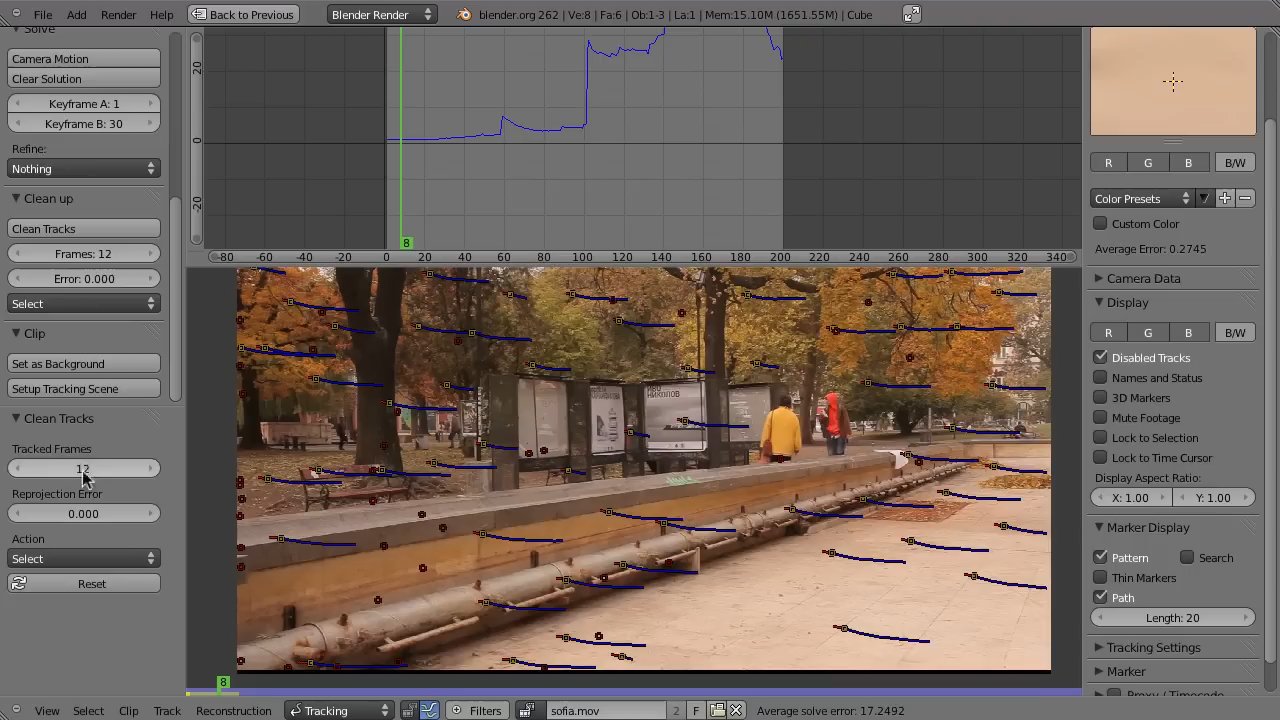 File Add Render Help Back to Previous Blender Render blender.org 262 | Ve:8 | Fa:6 | Ob:1-3 | La:1 | Mem:15.10M (1651.55M) | Cube
Solve
Camera Motion
Clear Solution
Keyframe A: 1
Keyframe B: 30
Refine:
Nothing
Clean up
Clean Tracks
Frames: 12
Error: 0.000
Select
Clip
Set as Background
Setup Tracking Scene
Clean Tracks
Tracked Frames
12
Reprojection Error
0.000
Action
Select
Reset
20
0
-20
8
-80 -60 -40 -20 0 20 40 60 80 100 120 140 160 180 200 220 240 260 280 300 320 340
НИКОЛОВ
R G B B/W
Color Presets
Custom Color
Average Error: 0.2745
Camera Data
Display
R G B B/W
Disabled Tracks
Names and Status
3D Markers
Mute Footage
Lock to Selection
Lock to Time Cursor
Display Aspect Ratio:
X: 1.00 Y: 1.00
Marker Display
Pattern Search
Thin Markers
Path
Length: 20
Tracking Settings
Marker
Proxy / Timecode
8
View Select Clip Track Reconstruction Tracking Filters sofia.mov 2 F Average solve error: 17.2492